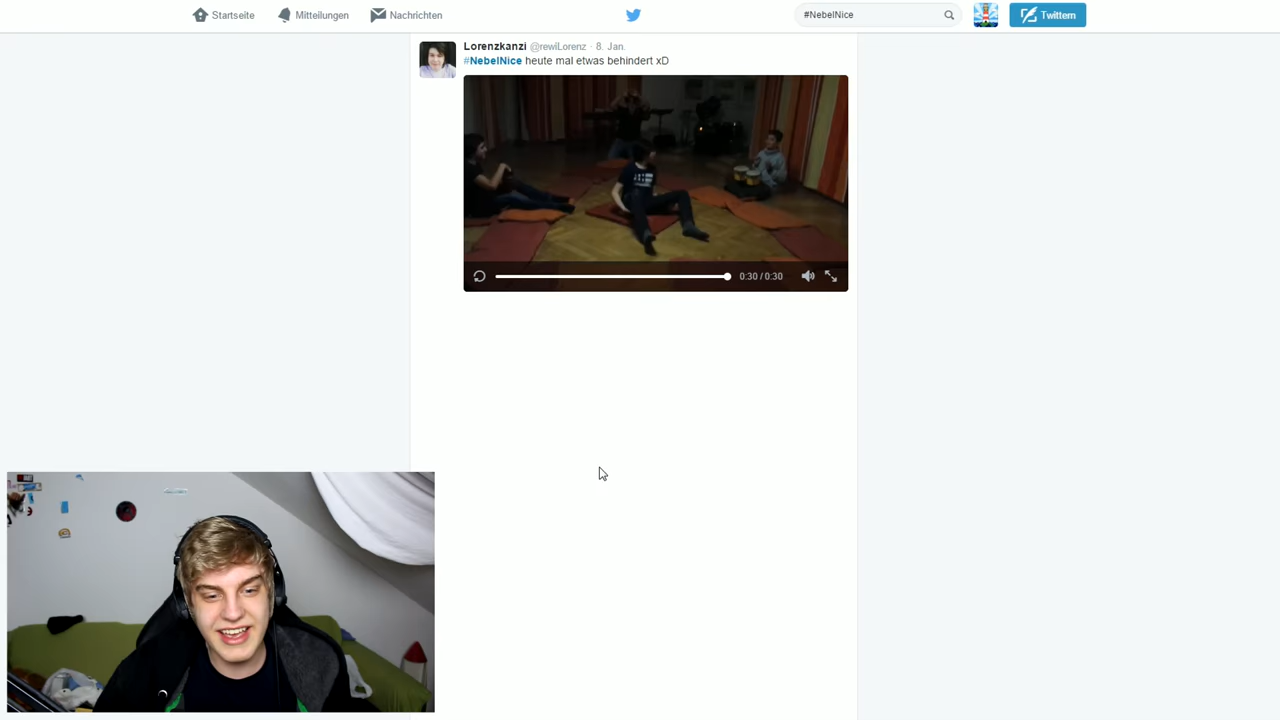 Startseite
Mitteilungen
Nachrichten
#NebelNice
Twittern
Lorenzkanzi @rewiLorenz · 8. Jan.
#NebelNice heute mal etwas behindert xD
0:30 / 0:30